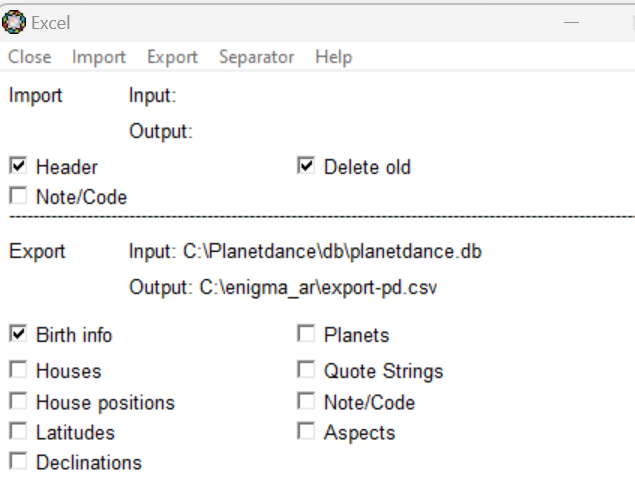 Excel
Close Import Export Separator Help
Import Input:
Output:
Header Delete old
Note/Code
Export Input: C:\Planetdance\db\planetdance.db
Output: C:\enigma_ar\export-pd.csv
Birth info Planets
Houses Quote Strings
House positions Note/Code
Latitudes Aspects
Declinations